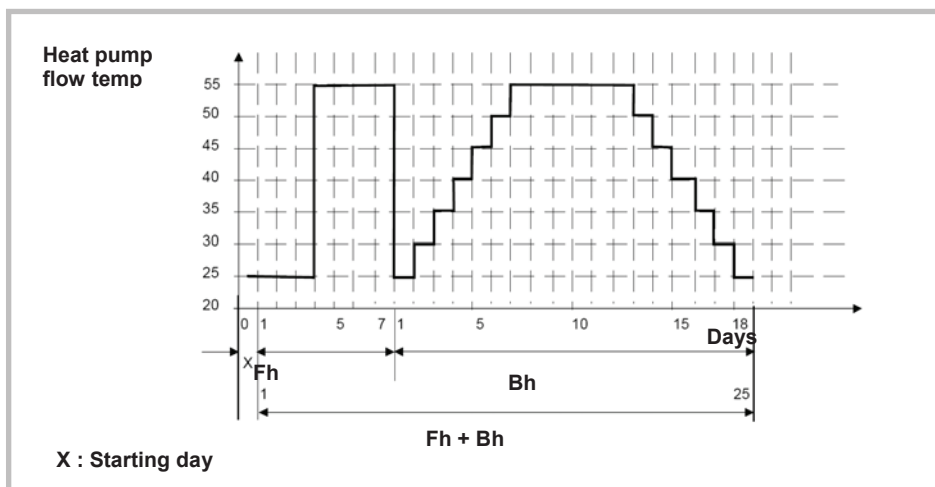 Heat pump
flow temp
55
50
45
40
35
30
25
20
0 1 5 7 1 5 10 15 18
Days
X Fh
Bh
1 25
Fh + Bh
X : Starting day